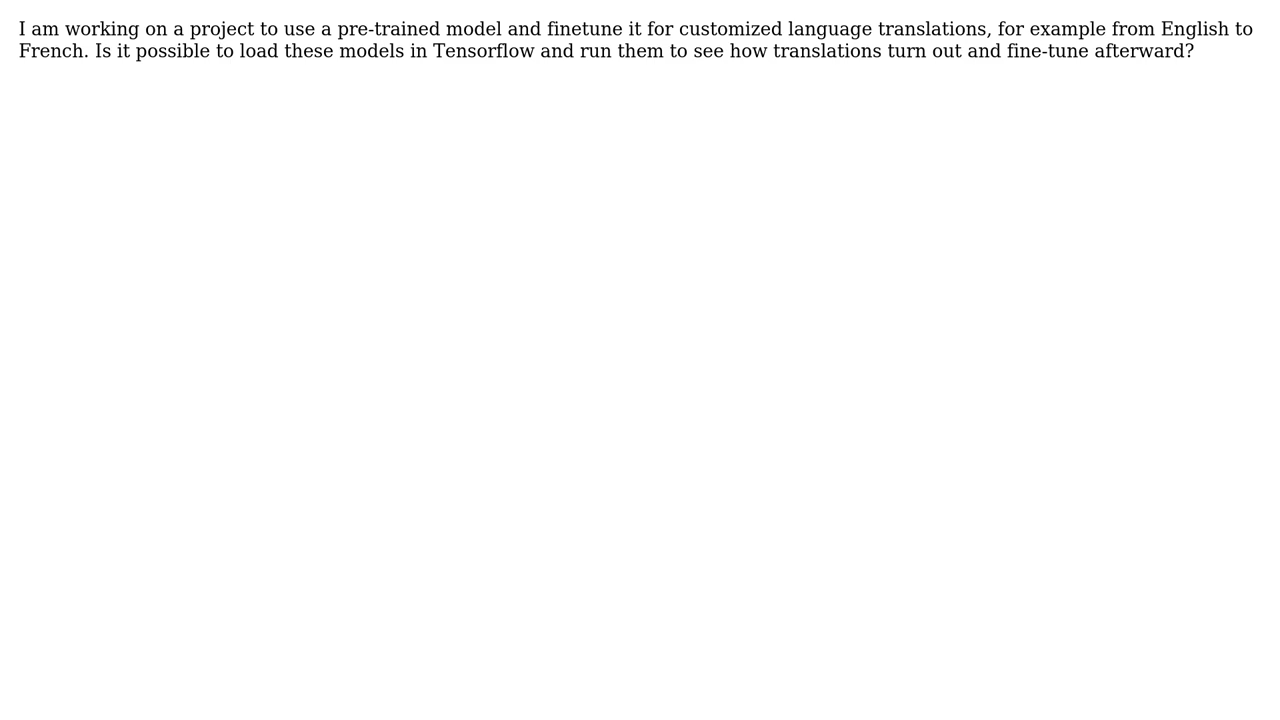 I am working on a project to use a pre-trained model and finetune it for customized language translations, for example from English to
French. Is it possible to load these models in Tensorflow and run them to see how translations turn out and fine-tune afterward?